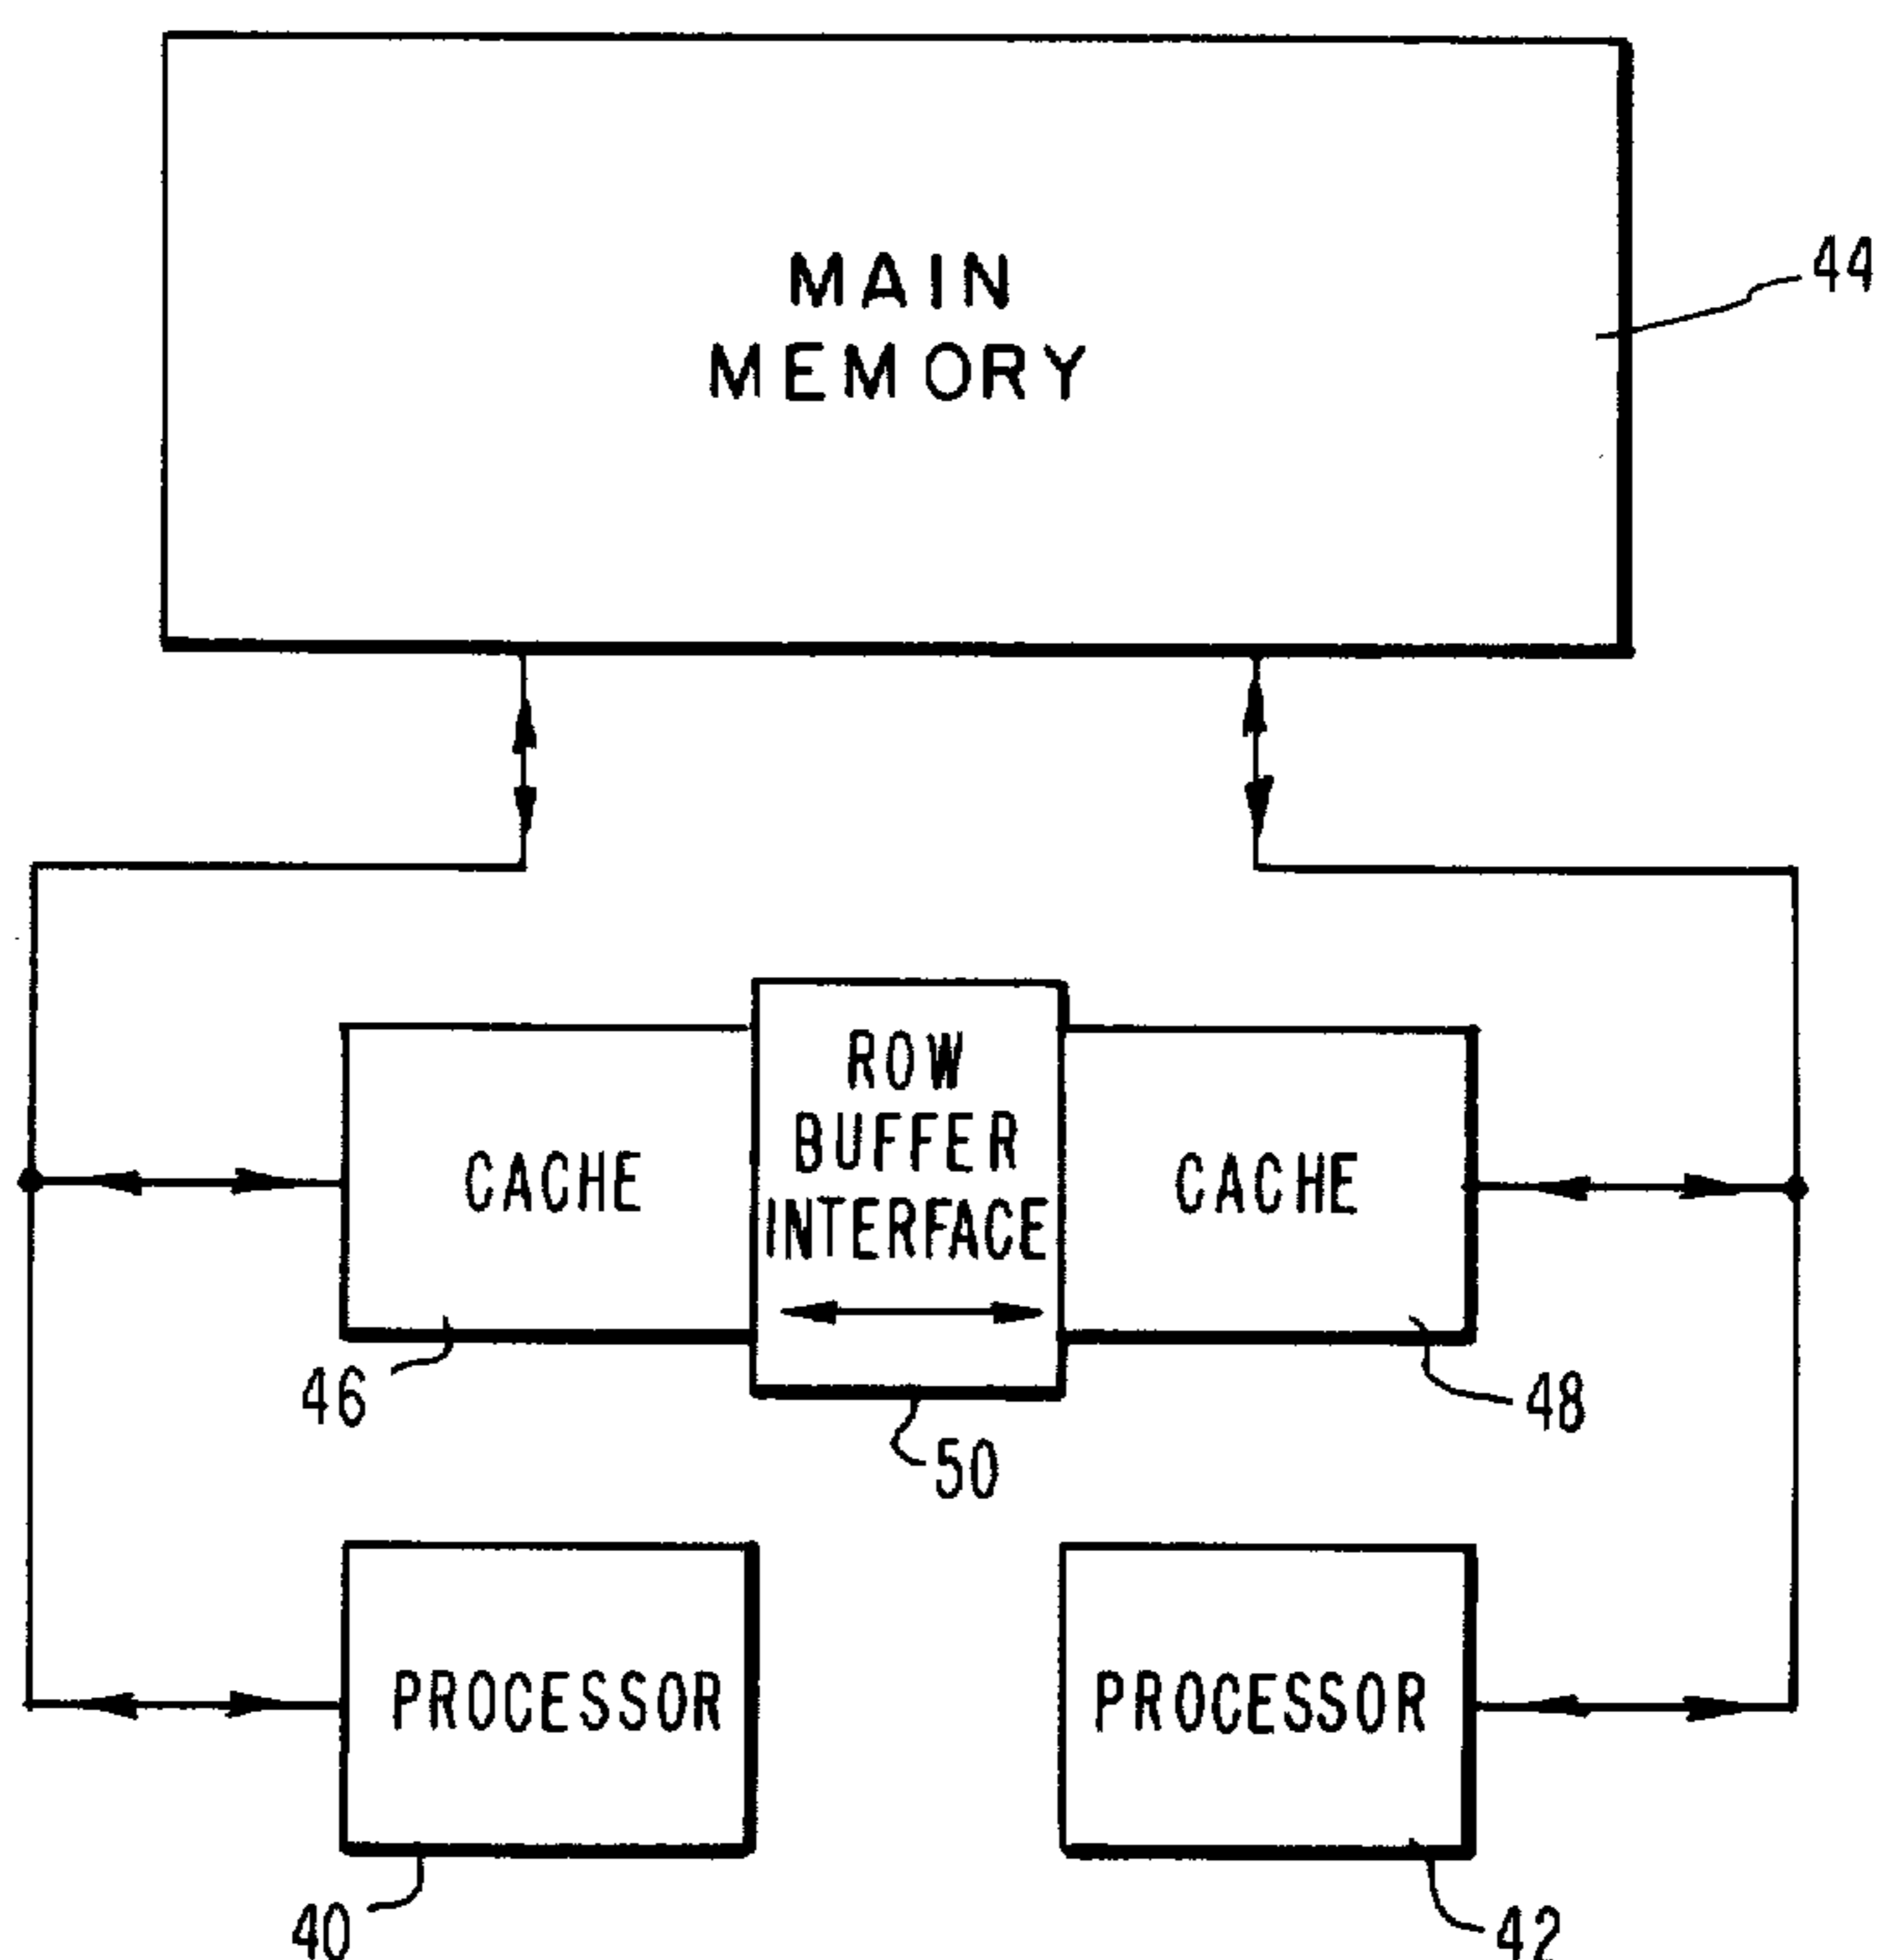 MAIN
MEMORY
44
ROW
BUFFER
INTERFACE
CACHE
CACHE
46
48
50
PROCESSOR
PROCESSOR
40
42